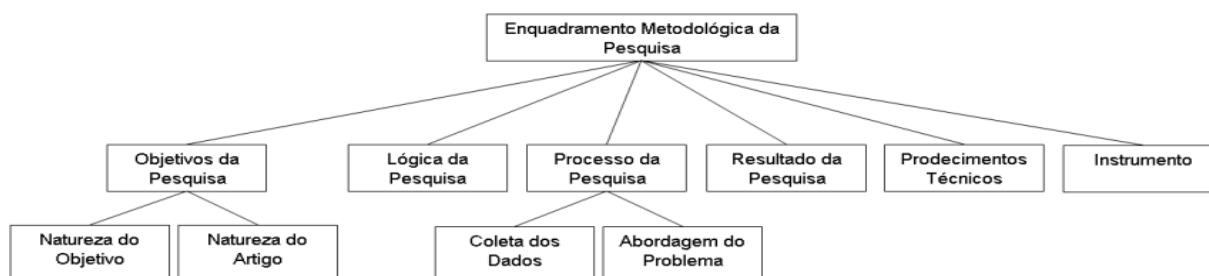 Enquadramento Metodológica da
Pesquisa
Objetivos da
Pesquisa
Lógica da
Pesquisa
Processo da
Pesquisa
Resultado da
Pesquisa
Prodecimentos
Técnicos
Instrumento
Natureza do
Objetivo
Natureza do
Artigo
Coleta dos
Dados
Abordagem do
Problema